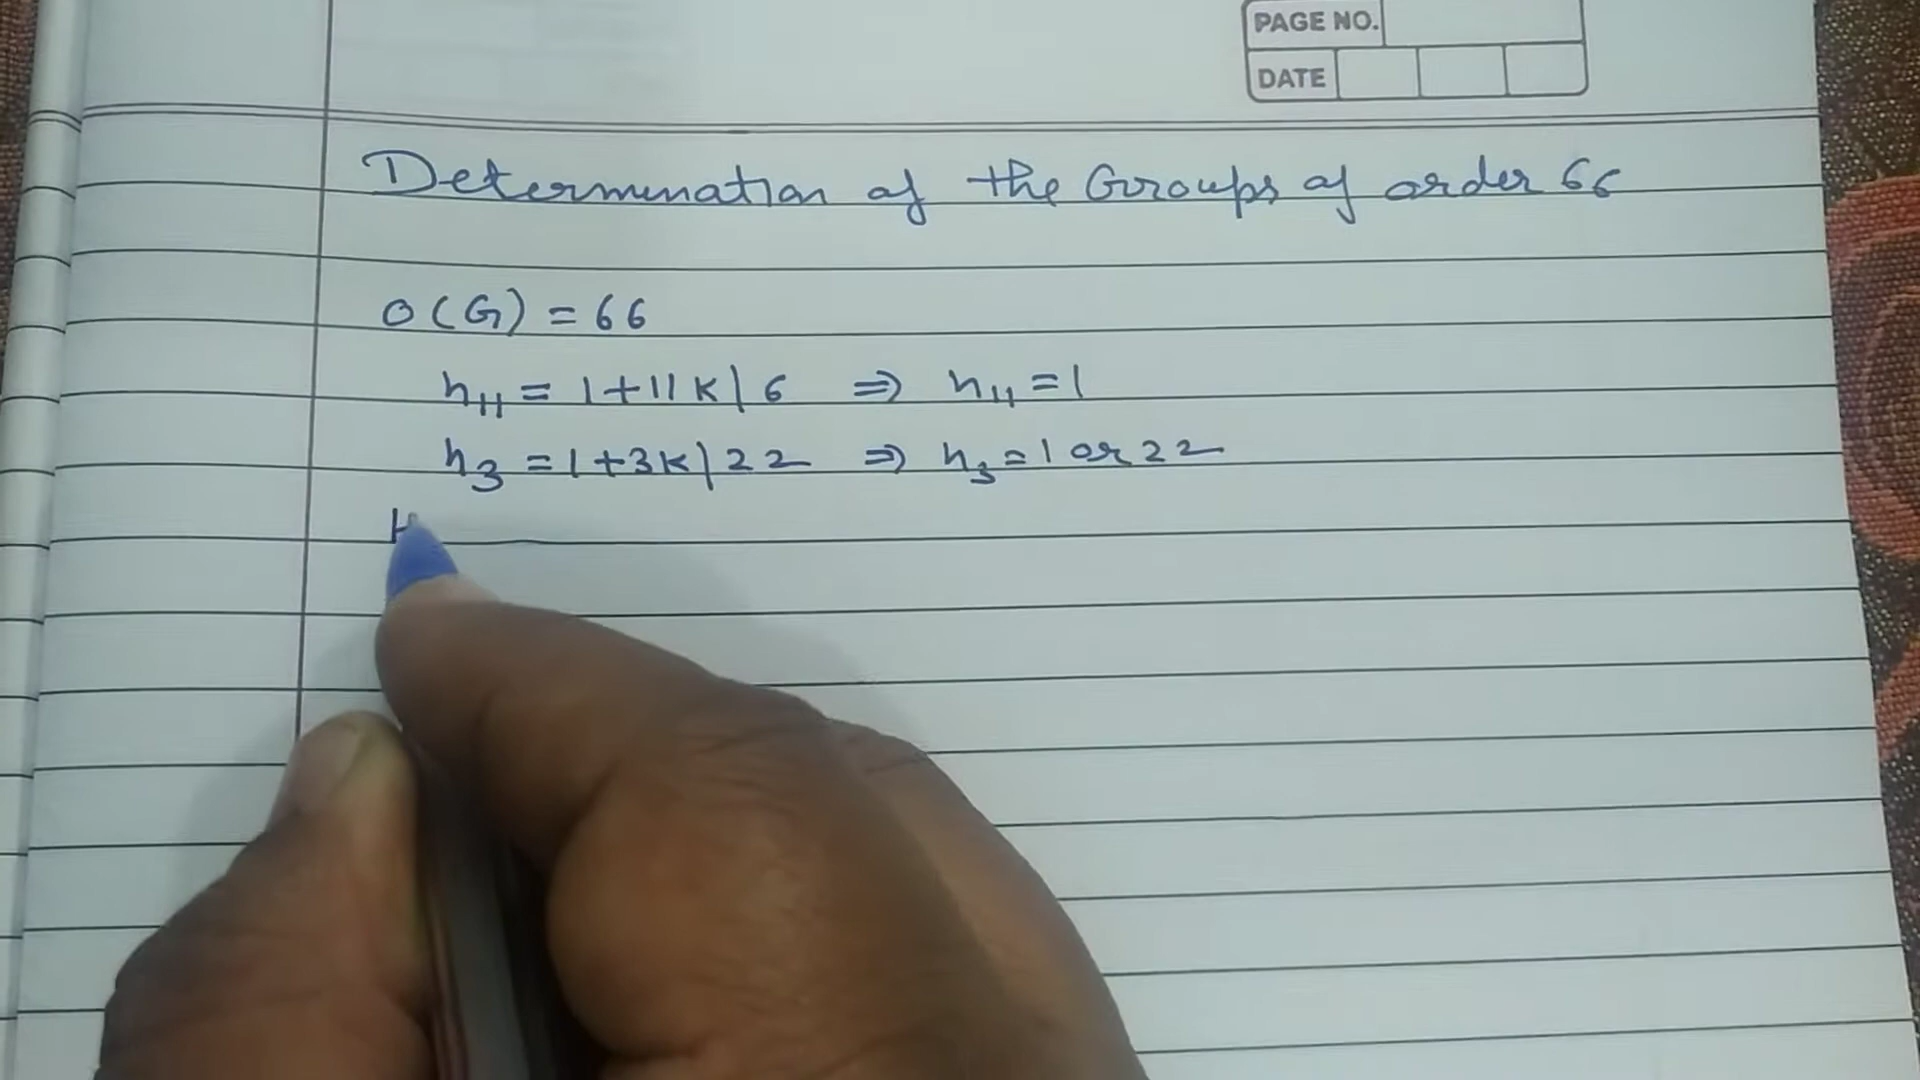 PAGE NO.
DATE
Determination of the Groups of order 66
O(G) = 66
n₁₁ = 1+11K|6 ⇒ n₁₁ = 1
n₃ = 1+3K|22 ⇒ n₃ = 1 or 22
H